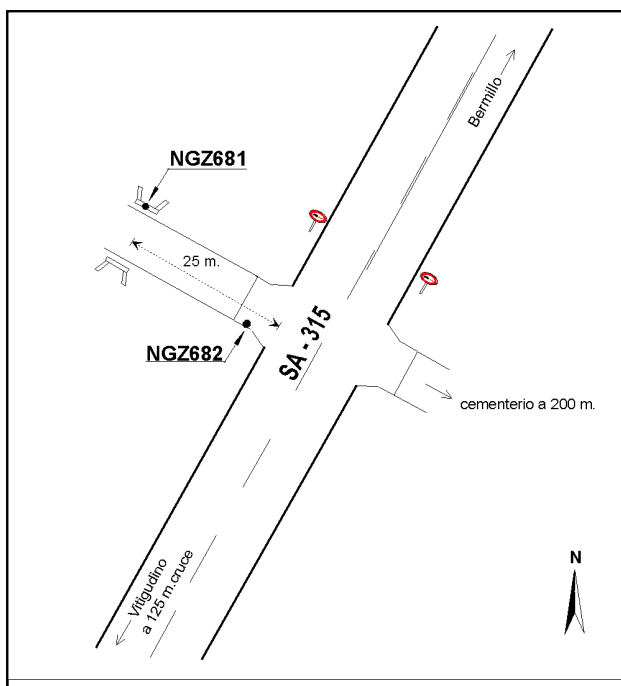 Bermillo
NGZ681
25 m.
SA - 315
NGZ682
cementerio a 200 m.
Vitigudino
a 125 m.cruce
N